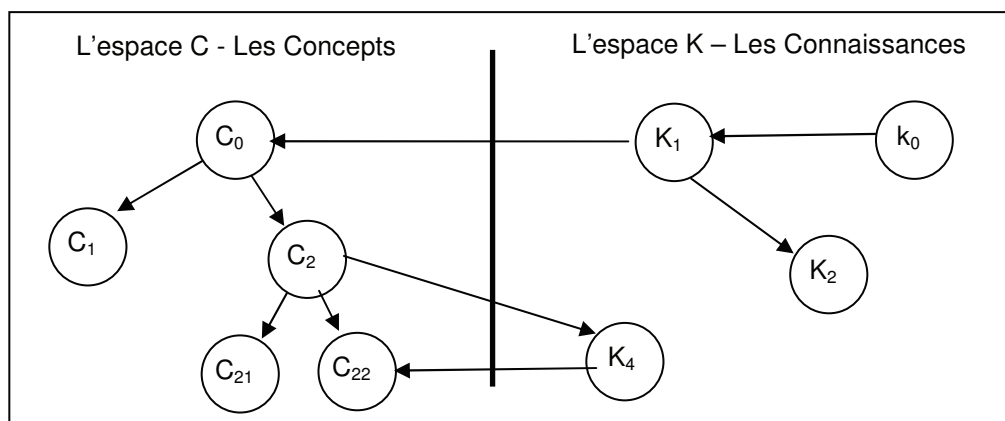 L'espace C - Les Concepts
L'espace K – Les Connaissances
C₀
K₁
k₀
C₁
C₂
K₂
C₂₁
C₂₂
K₄